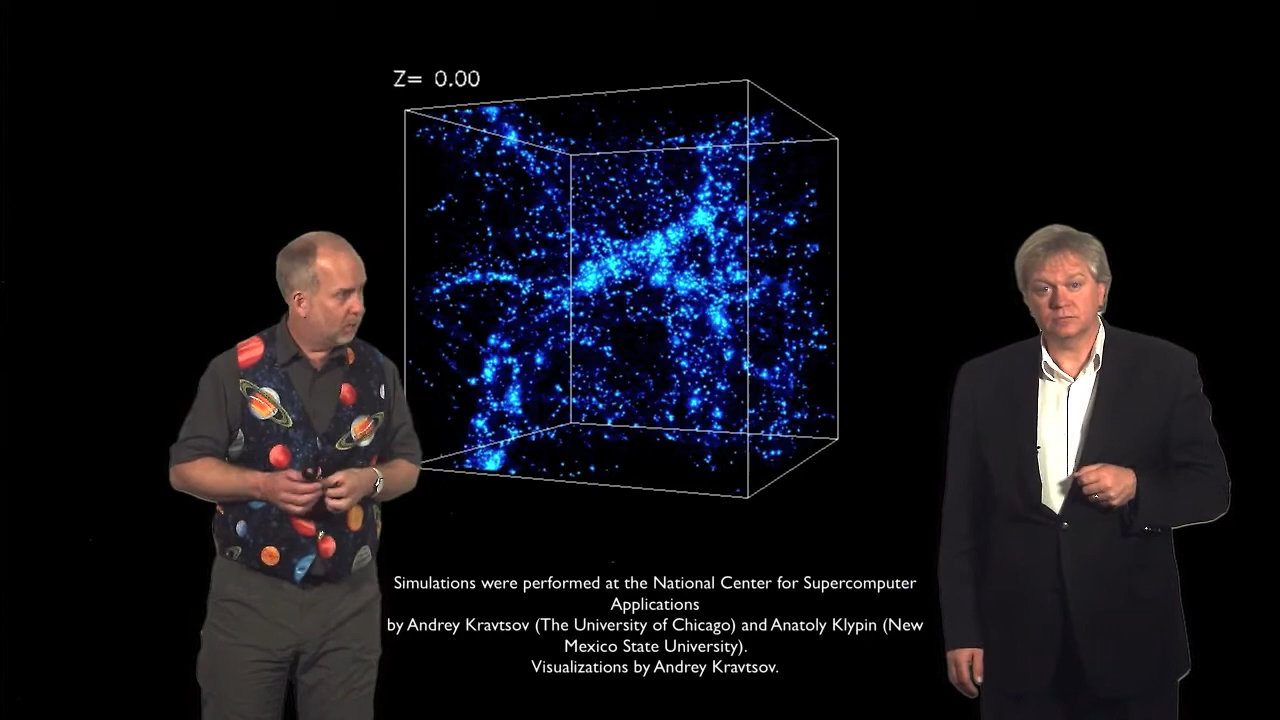 Z= 0.00
Simulations were performed at the National Center for Supercomputer
Applications
by Andrey Kravtsov (The University of Chicago) and Anatoly Klypin (New
Mexico State University).
Visualizations by Andrey Kravtsov.